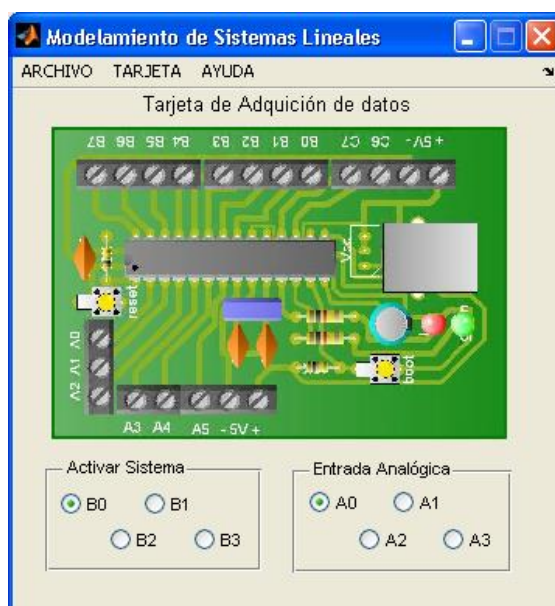 Modelamiento de Sistemas Lineales
ARCHIVO TARJETA AYUDA
Tarjeta de Adquición de datos
B7 B6 B5 B4 B3 B2 B1 B0 C7 C6 -V5+
reset
boot
A0
A1
A2
A3 A4 A5 - 5V +
Activar Sistema
Entrada Analógica
B0 B1
A0 A1
B2 B3
A2 A3